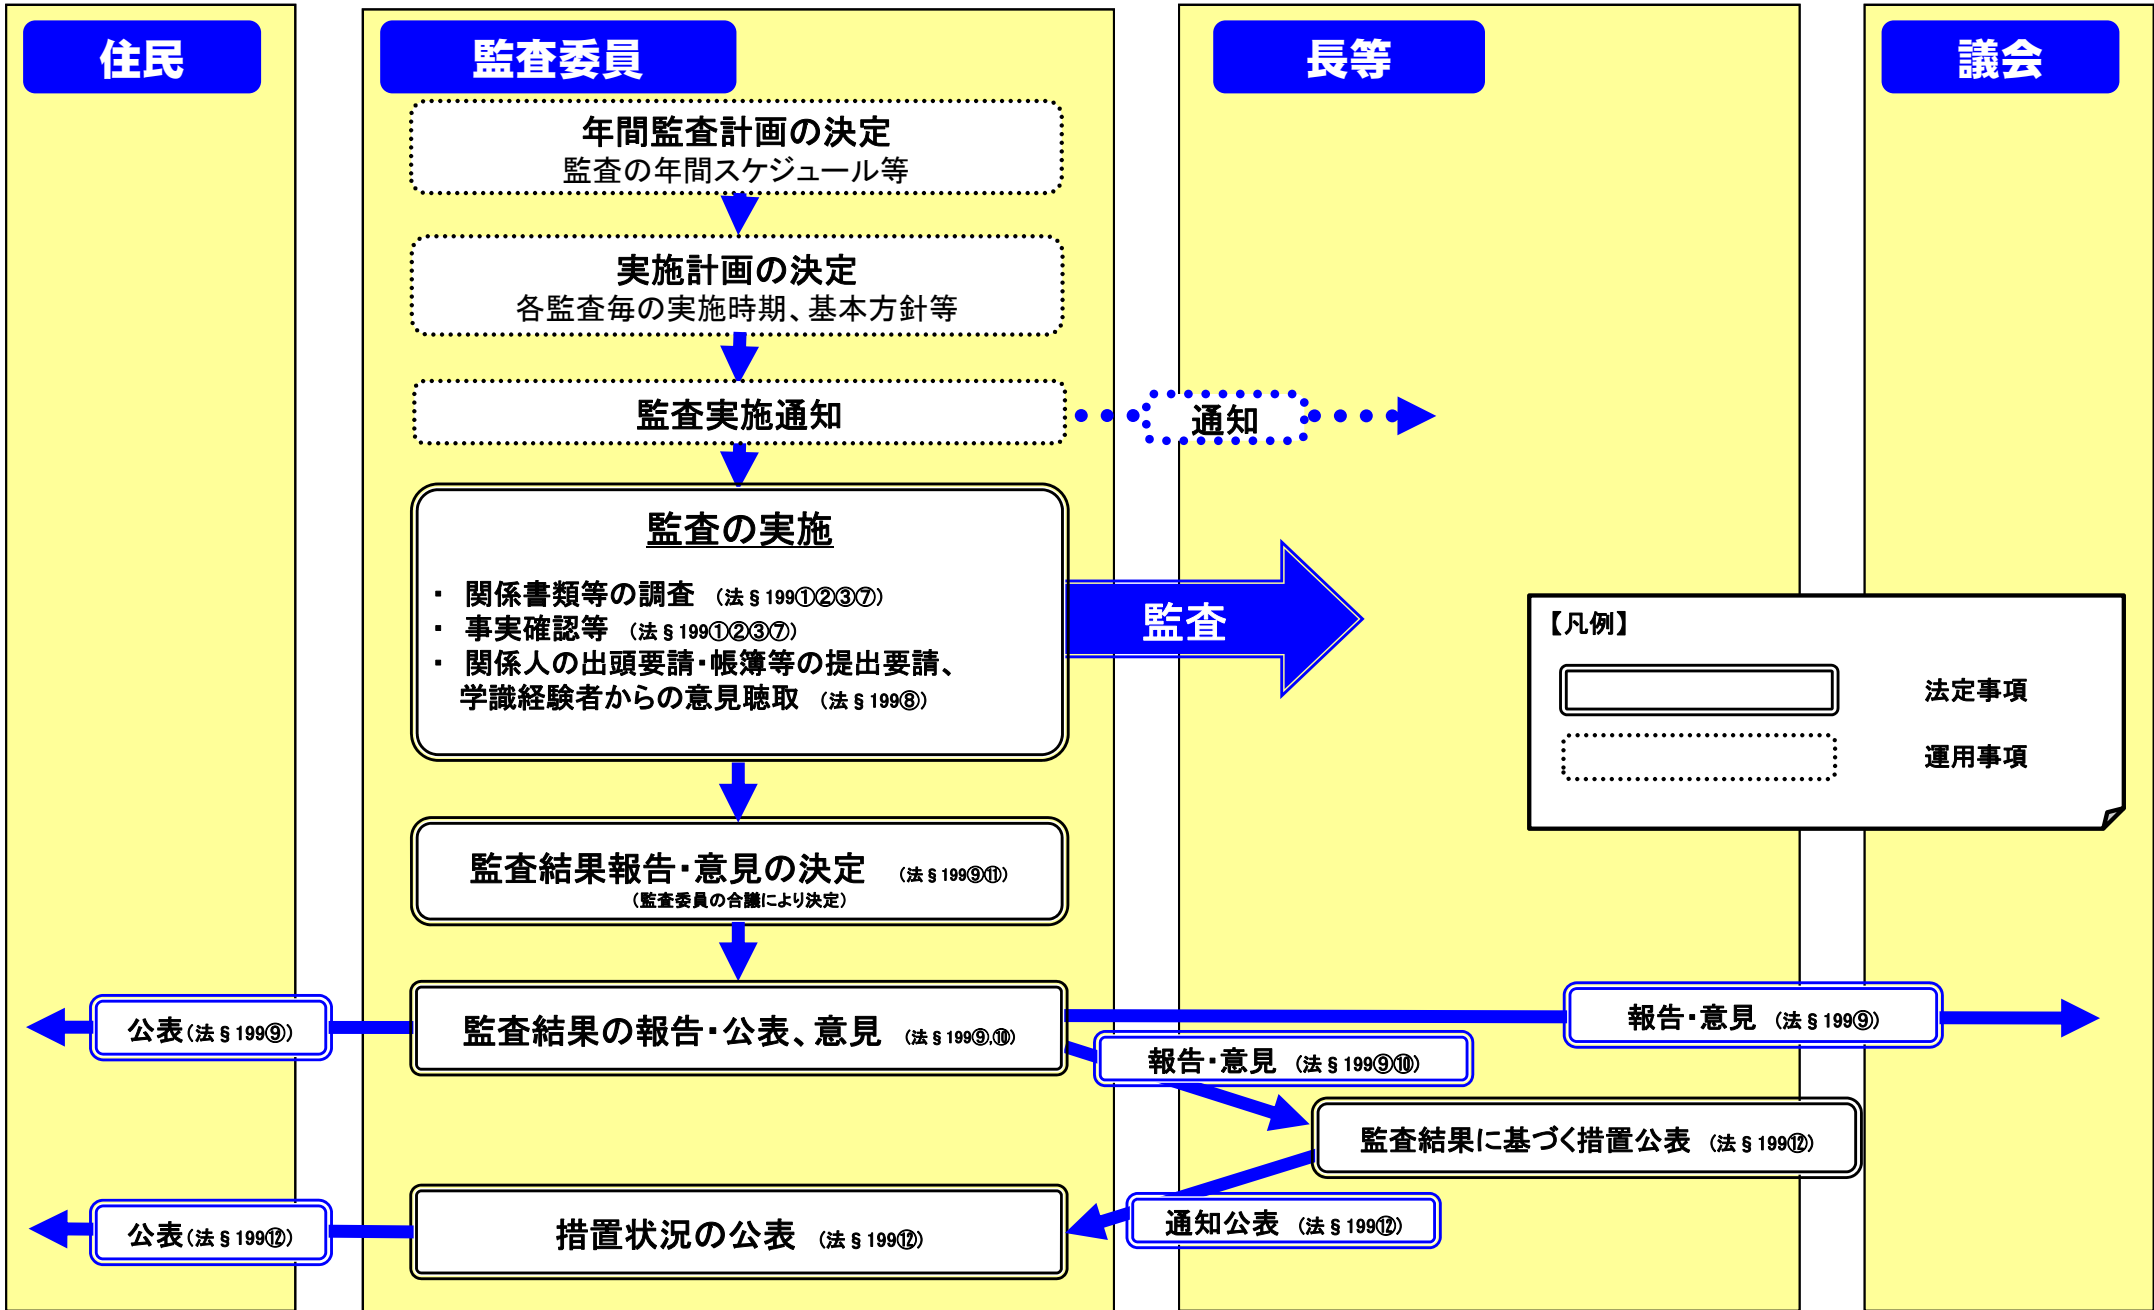 住民
監査委員
長等
議会
年間監査計画の決定
監査の年間スケジュール等
実施計画の決定
各監査毎の実施時期、基本方針等
監査実施通知
通知
監査の実施
・ 関係書類等の調査 (法§199①②③⑦)
・ 事実確認等 (法§199①②③⑦)
・ 関係人の出頭要請・帳簿等の提出要請、
学識経験者からの意見聴取 (法§199⑧)
監査
【凡例】
法定事項
運用事項
監査結果報告・意見の決定 (法§199⑨⑪)
(監査委員の合議により決定)
公表(法§199⑨)
監査結果の報告・公表、意見 (法§199⑨,⑩)
報告・意見 (法§199⑨)
報告・意見 (法§199⑨⑩)
監査結果に基づく措置公表 (法§199⑫)
公表(法§199⑫)
措置状況の公表 (法§199⑫)
通知公表 (法§199⑫)